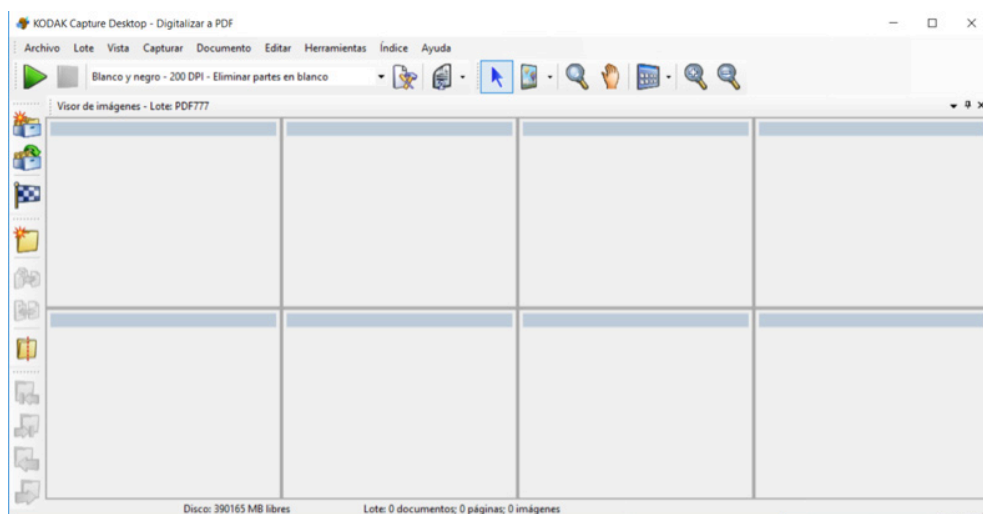 KODAK Capture Desktop - Digitalizar a PDF
Archivo Lote Vista Capturar Documento Editar Herramientas Índice Ayuda
Blanco y negro - 200 DPI - Eliminar partes en blanco
Visor de imágenes - Lote: PDF777
Disco: 390165 MB libres Lote: 0 documentos; 0 páginas; 0 imágenes